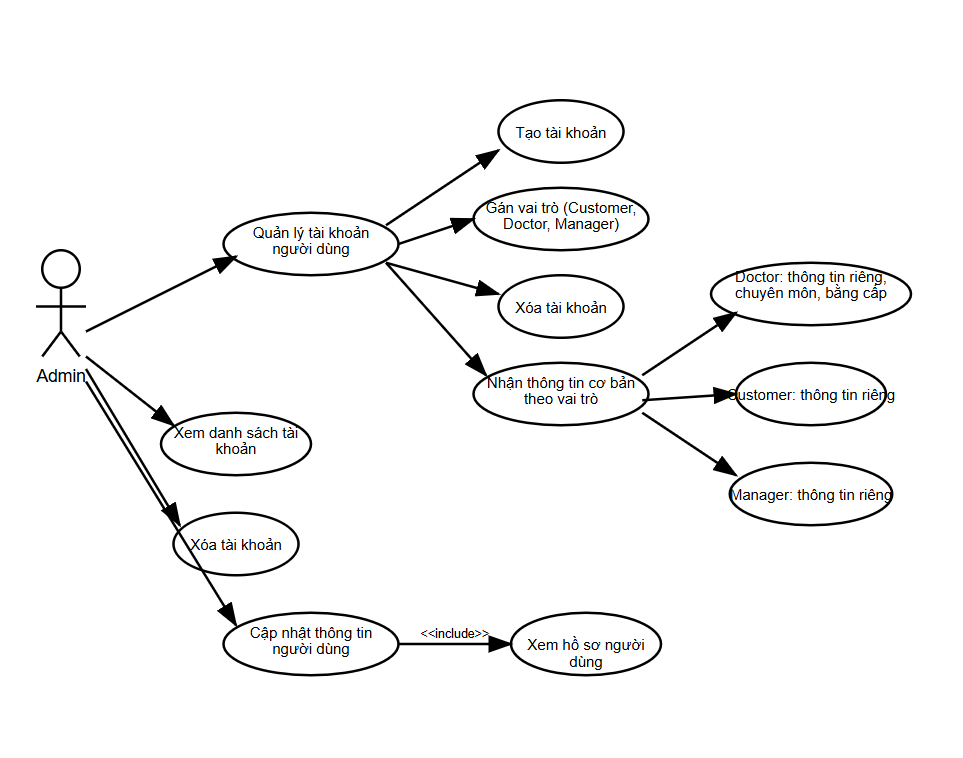 Tạo tài khoản
Gán vai trò (Customer,
Doctor, Manager)
Quản lý tài khoản
người dùng
Doctor: thông tin riêng,
chuyên môn, bằng cấp
Xóa tài khoản
Admin
Nhận thông tin cơ bản
theo vai trò
Customer: thông tin riêng
Xem danh sách tài
khoản
Manager: thông tin riêng
Xóa tài khoản
Cập nhật thông tin
người dùng
<<include>>
Xem hồ sơ người
dùng